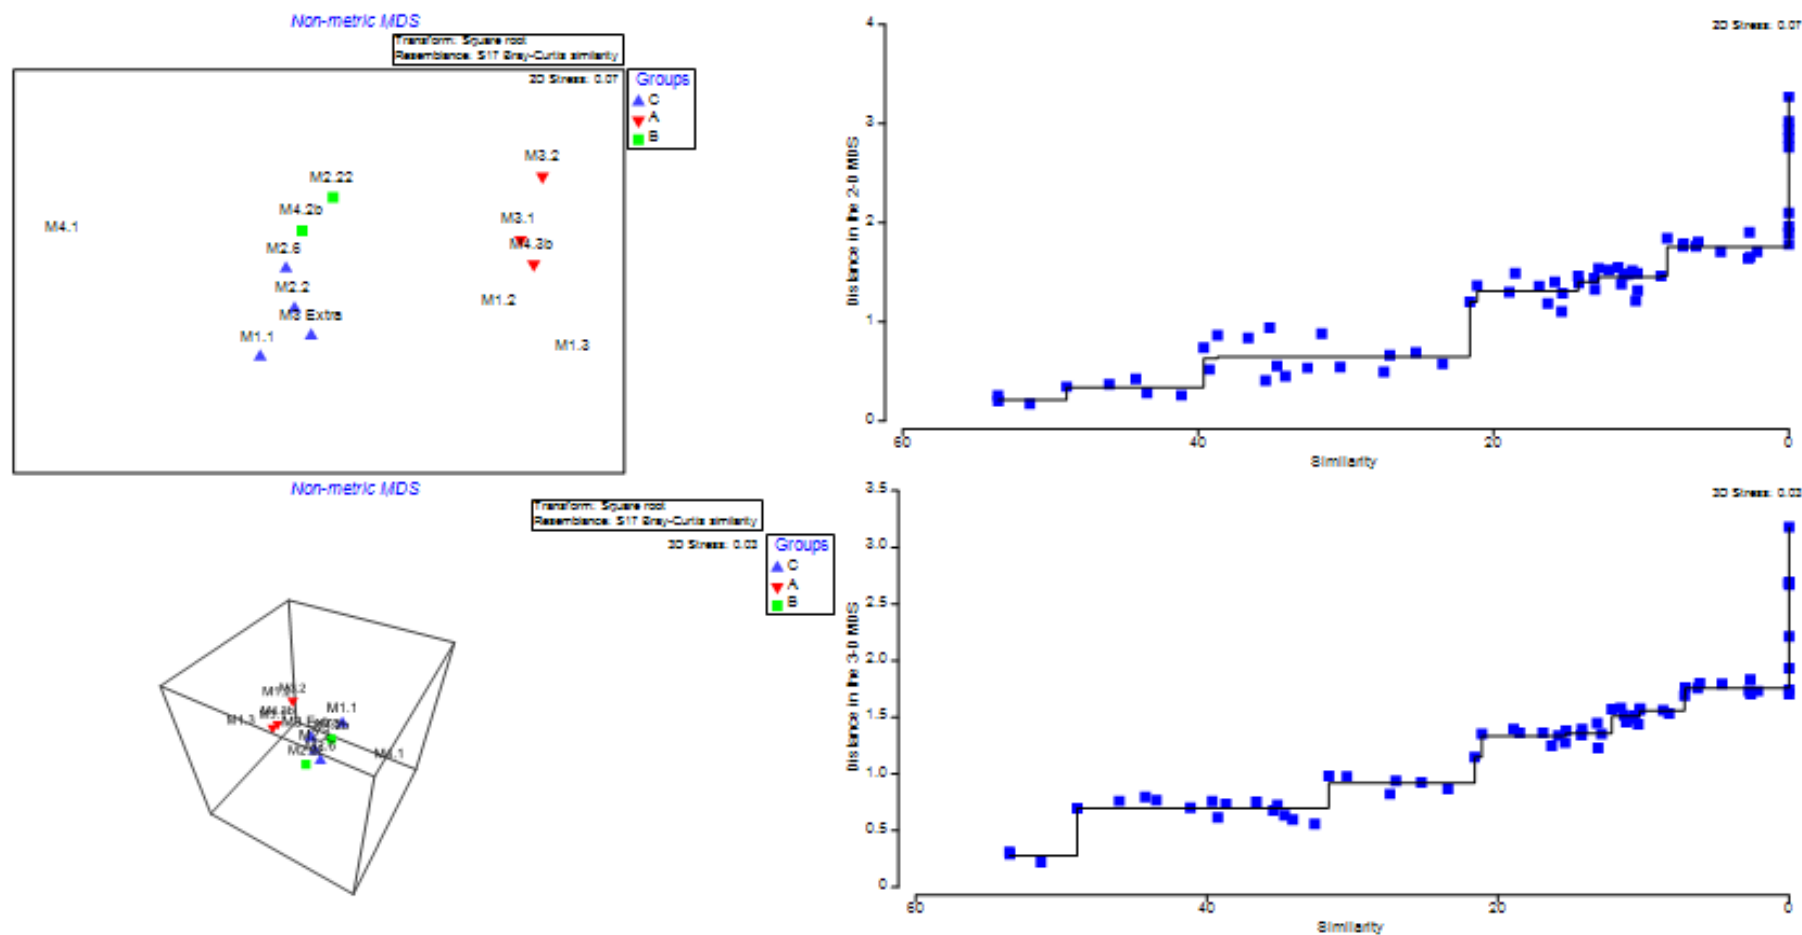 Non-metric MDS
Transform: Square root
Resemblance: S17 Bray-Curtis similarity
2D Stress: 0.07
Groups
C
A
B
M3.2
M2.22
M4.2b
M3.1
M4.1
M4.3b
M2.6
M2.2
M1.2
M3 Extra
M1.1
M1.3
2D Stress: 0.07
Distance in the 2-D MDS
4
3
2
1
0
60
40
20
0
Similarity
Non-metric MDS
Transform: Square root
Resemblance: S17 Bray-Curtis similarity
3D Stress: 0.03
Groups
C
A
B
M1.1
M1.3
3D Stress: 0.03
Distance in the 3-D MDS
3.5
3.0
2.5
2.0
1.5
1.0
0.5
0
60
40
20
0
Similarity